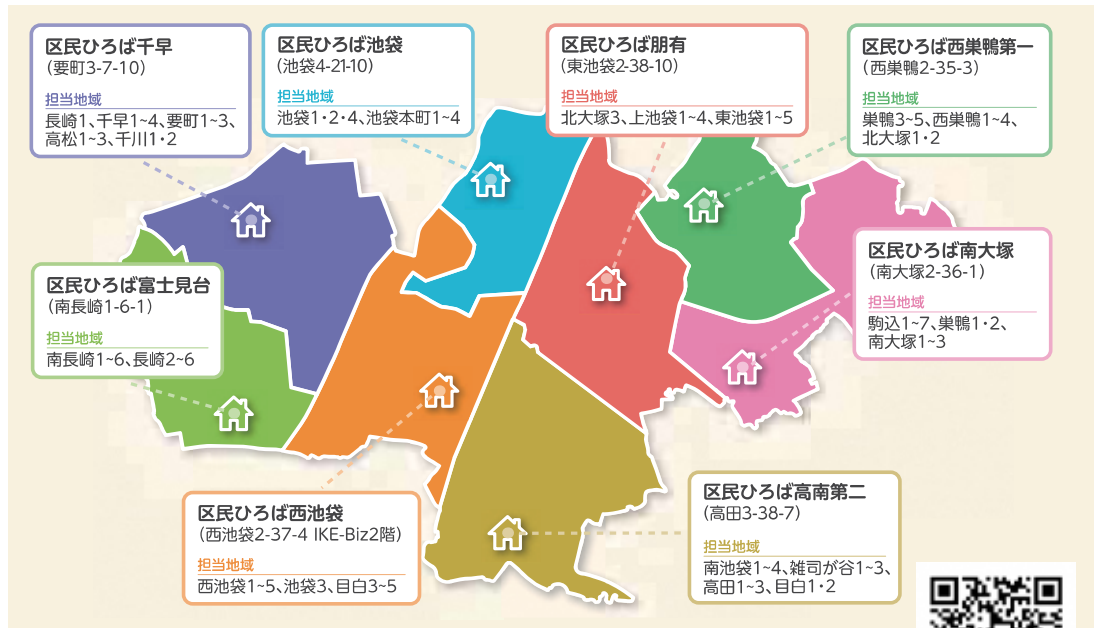 区民ひろば千早
(要町3-7-10)
担当地域
長崎1、千早1~4、要町1~3、
高松1~3、千川1・2
区民ひろば池袋
(池袋4-21-10)
担当地域
池袋1・2・4、池袋本町1~4
区民ひろば朋有
(東池袋2-38-10)
担当地域
北大塚3、上池袋1~4、東池袋1~5
区民ひろば西巣鴨第一
(西巣鴨2-35-3)
担当地域
巣鴨3~5、西巣鴨1~4、
北大塚1・2
区民ひろば富士見台
(南長崎1-6-1)
担当地域
南長崎1~6、長崎2~6
区民ひろば南大塚
(南大塚2-36-1)
担当地域
駒込1~7、巣鴨1・2、
南大塚1~3
区民ひろば西池袋
(西池袋2-37-4 IKE-Biz2階)
担当地域
西池袋1~5、池袋3、目白3~5
区民ひろば高南第二
(高田3-38-7)
担当地域
南池袋1~4、雑司が谷1~3、
高田1~3、目白1・2